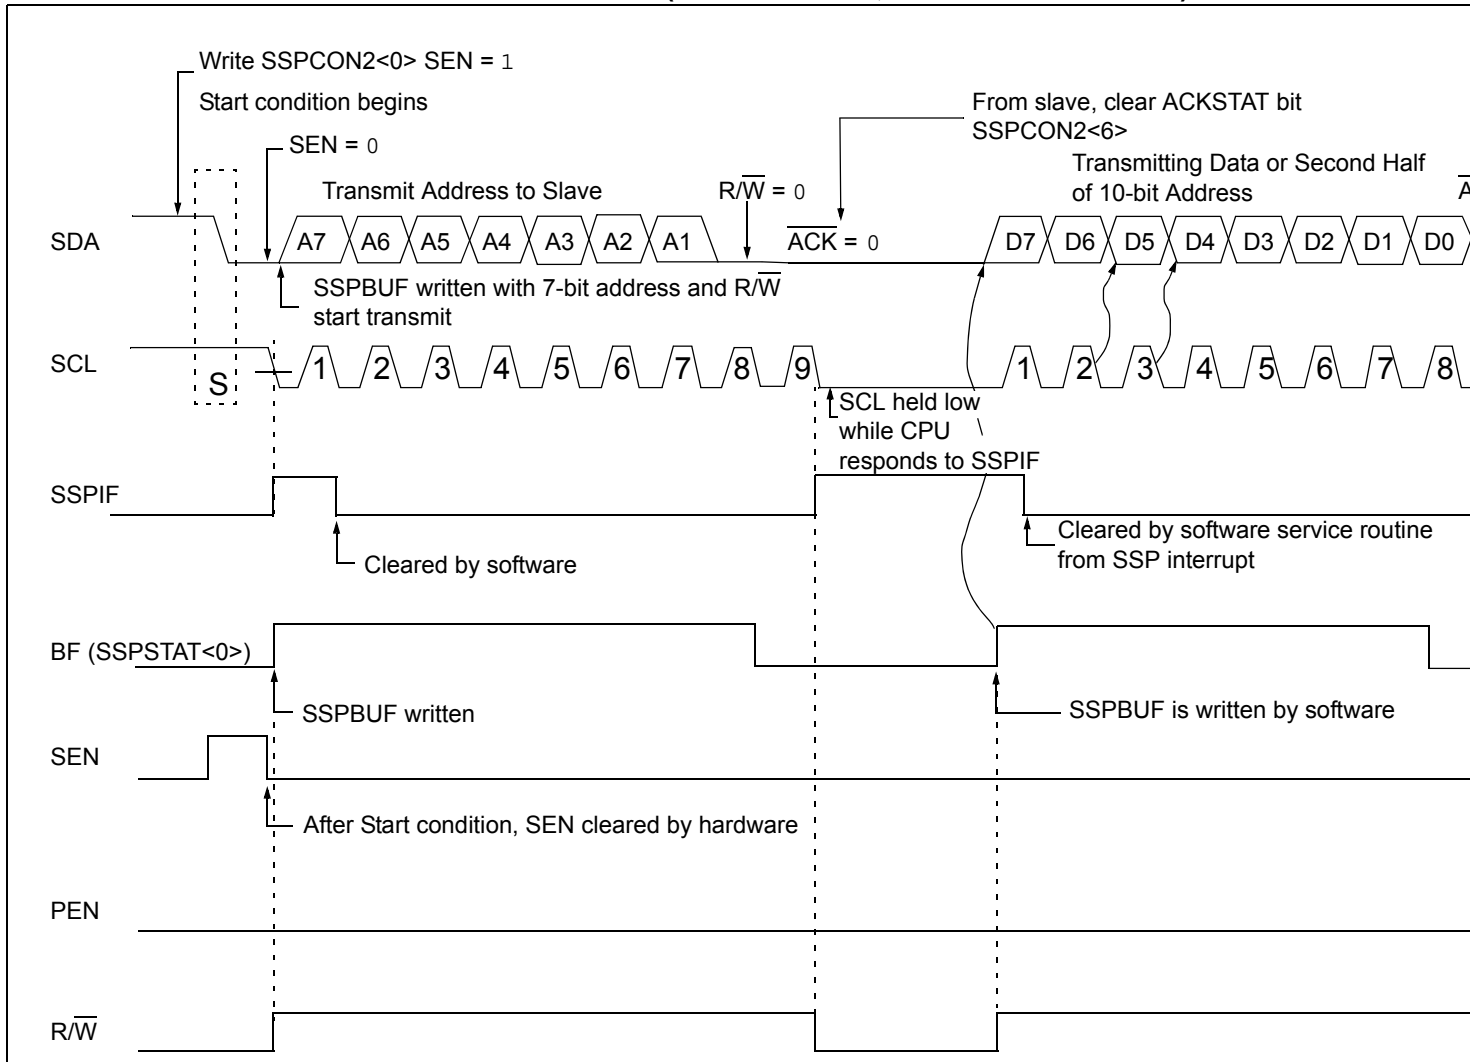 Write SSPCON2<0> SEN = 1
Start condition begins
SEN = 0
From slave, clear ACKSTAT bit
SSPCON2<6>
Transmit Address to Slave
R/W = 0
Transmitting Data or Second Half
of 10-bit Address
SDA
A7 A6 A5 A4 A3 A2 A1
ACK = 0
D7 D6 D5 D4 D3 D2 D1 D0
SSPBUF written with 7-bit address and R/W
start transmit
SCL
S
1 2 3 4 5 6 7 8 9
1 2 3 4 5 6 7 8
SCL held low
while CPU
responds to SSPIF
SSPIF
Cleared by software
Cleared by software service routine
from SSP interrupt
BF (SSPSTAT<0>)
SSPBUF written
SSPBUF is written by software
SEN
After Start condition, SEN cleared by hardware
PEN
R/W